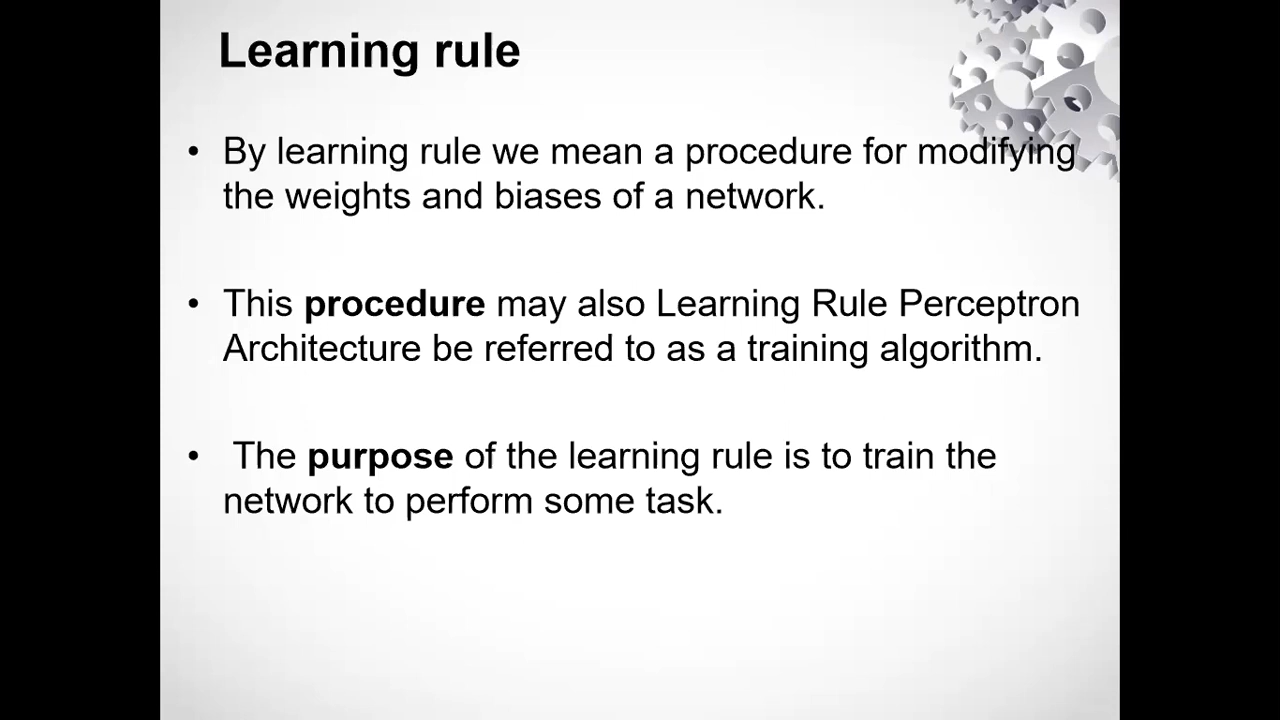 Learning rule
• By learning rule we mean a procedure for modifying
the weights and biases of a network.
• This procedure may also Learning Rule Perceptron
Architecture be referred to as a training algorithm.
• The purpose of the learning rule is to train the
network to perform some task.